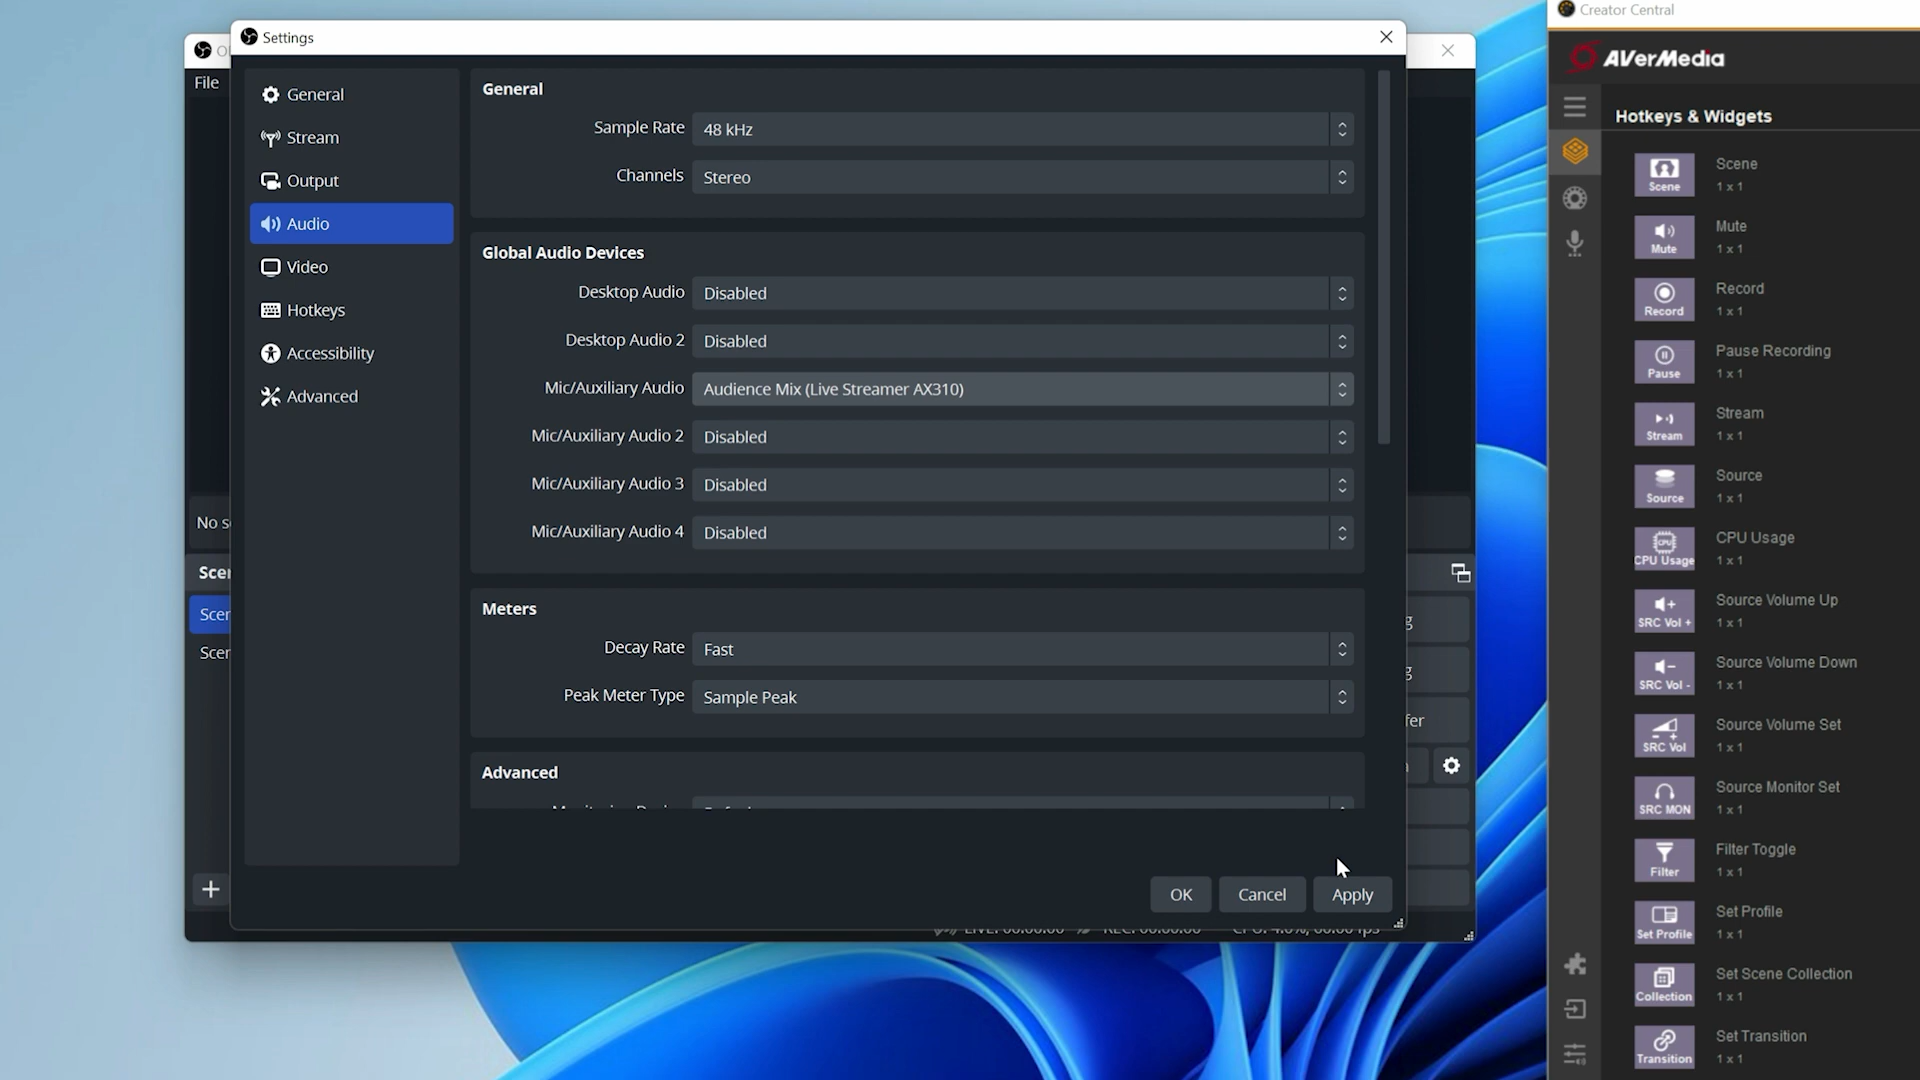 Settings
File
General
Stream
Output
Audio
Video
Hotkeys
Accessibility
Advanced
General
Sample Rate 48 kHz
Channels Stereo
Global Audio Devices
Desktop Audio Disabled
Desktop Audio 2 Disabled
Mic/Auxiliary Audio Audience Mix (Live Streamer AX310)
Mic/Auxiliary Audio 2 Disabled
Mic/Auxiliary Audio 3 Disabled
Mic/Auxiliary Audio 4 Disabled
Meters
Decay Rate Fast
Peak Meter Type Sample Peak
Advanced
OK Cancel Apply
No s
Scen
Scer
Scer
g
g
fer
Creator Central
AVerMedia
Hotkeys & Widgets
Scene
Scene
1 x 1
Mute
Mute
1 x 1
Record
Record
1 x 1
Pause
Pause Recording
1 x 1
Stream
Stream
1 x 1
Source
Source
1 x 1
CPU
CPU Usage
CPU Usage
1 x 1
SRC Vol +
Source Volume Up
1 x 1
SRC Vol -
Source Volume Down
1 x 1
SRC Vol
Source Volume Set
1 x 1
SRC MON
Source Monitor Set
1 x 1
Filter
Filter Toggle
1 x 1
Set Profile
Set Profile
1 x 1
Collection
Set Scene Collection
1 x 1
Transition
Set Transition
1 x 1